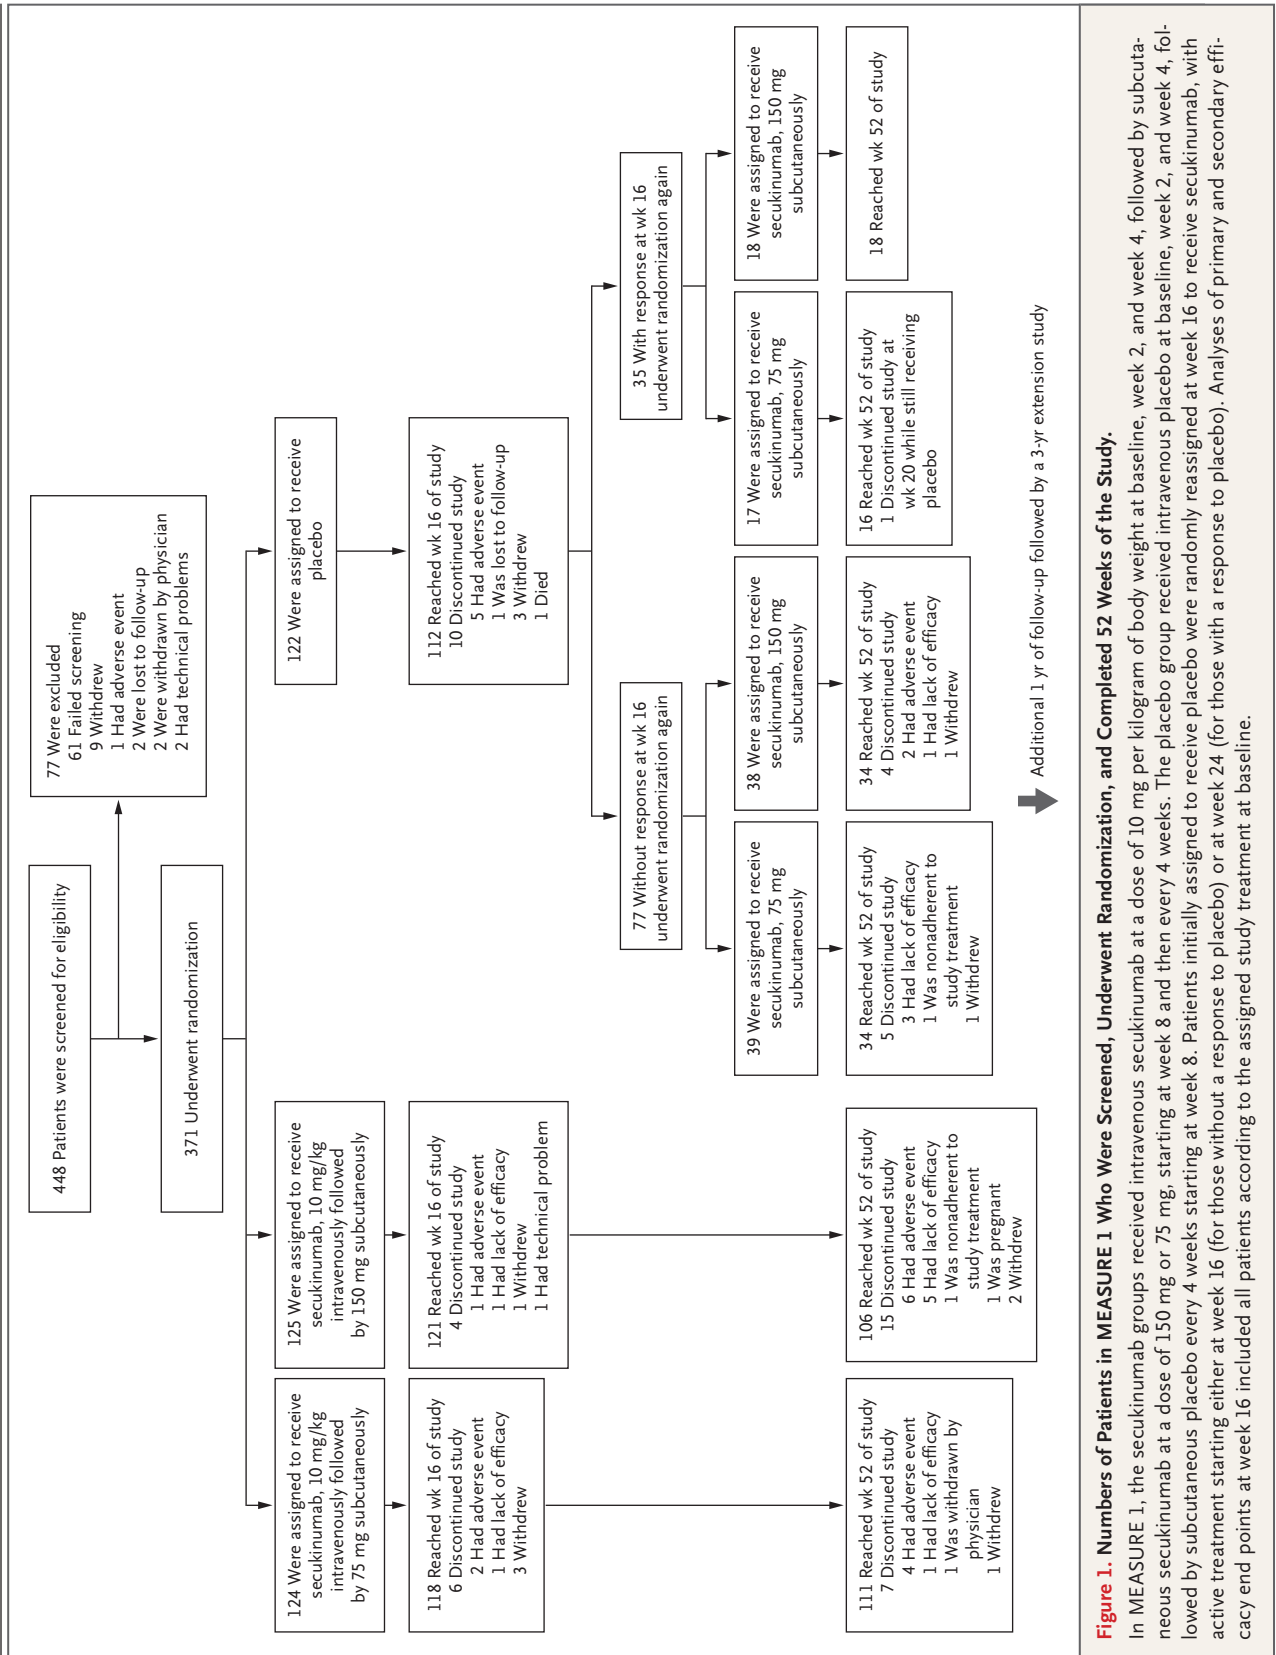 448 Patients were screened for eligibility
77 Were excluded
61 Failed screening
9 Withdrew
1 Had adverse event
2 Were lost to follow-up
2 Were withdrawn by physician
2 Had technical problems
371 Underwent randomization
124 Were assigned to receive
secukinumab, 10 mg/kg
intravenously followed
by 75 mg subcutaneously
125 Were assigned to receive
secukinumab, 10 mg/kg
intravenously followed
by 150 mg subcutaneously
122 Were assigned to receive
placebo
118 Reached wk 16 of study
6 Discontinued study
2 Had adverse event
1 Had lack of efficacy
3 Withdrew
121 Reached wk 16 of study
4 Discontinued study
1 Had adverse event
1 Had lack of efficacy
1 Withdrew
1 Had technical problem
112 Reached wk 16 of study
10 Discontinued study
5 Had adverse event
1 Was lost to follow-up
3 Withdrew
1 Died
77 Without response at wk 16
underwent randomization again
35 With response at wk 16
underwent randomization again
39 Were assigned to receive
secukinumab, 75 mg
subcutaneously
38 Were assigned to receive
secukinumab, 150 mg
subcutaneously
17 Were assigned to receive
secukinumab, 75 mg
subcutaneously
18 Were assigned to receive
secukinumab, 150 mg
subcutaneously
111 Reached wk 52 of study
7 Discontinued study
4 Had adverse event
1 Had lack of efficacy
1 Was withdrawn by
physician
1 Withdrew
106 Reached wk 52 of study
15 Discontinued study
6 Had adverse event
5 Had lack of efficacy
1 Was nonadherent to
study treatment
1 Was pregnant
2 Withdrew
34 Reached wk 52 of study
5 Discontinued study
3 Had lack of efficacy
1 Was nonadherent to
study treatment
1 Withdrew
34 Reached wk 52 of study
4 Discontinued study
2 Had adverse event
1 Had lack of efficacy
1 Withdrew
16 Reached wk 52 of study
1 Discontinued study at
wk 20 while still receiving
placebo
18 Reached wk 52 of study
Additional 1 yr of follow-up followed by a 3-yr extension study
Figure 1. Numbers of Patients in MEASURE 1 Who Were Screened, Underwent Randomization, and Completed 52 Weeks of the Study.
In MEASURE 1, the secukinumab groups received intravenous secukinumab at a dose of 10 mg per kilogram of body weight at baseline, week 2, and week 4, followed by subcuta-
neous secukinumab at a dose of 150 mg or 75 mg, starting at week 8 and then every 4 weeks. The placebo group received intravenous placebo at baseline, week 2, and week 4, fol-
lowed by subcutaneous placebo every 4 weeks starting at week 8. Patients initially assigned to receive placebo were randomly reassigned at week 16 to receive secukinumab, with
active treatment starting either at week 16 (for those without a response to placebo) or at week 24 (for those with a response to placebo). Analyses of primary and secondary effi-
cacy end points at week 16 included all patients according to the assigned study treatment at baseline.